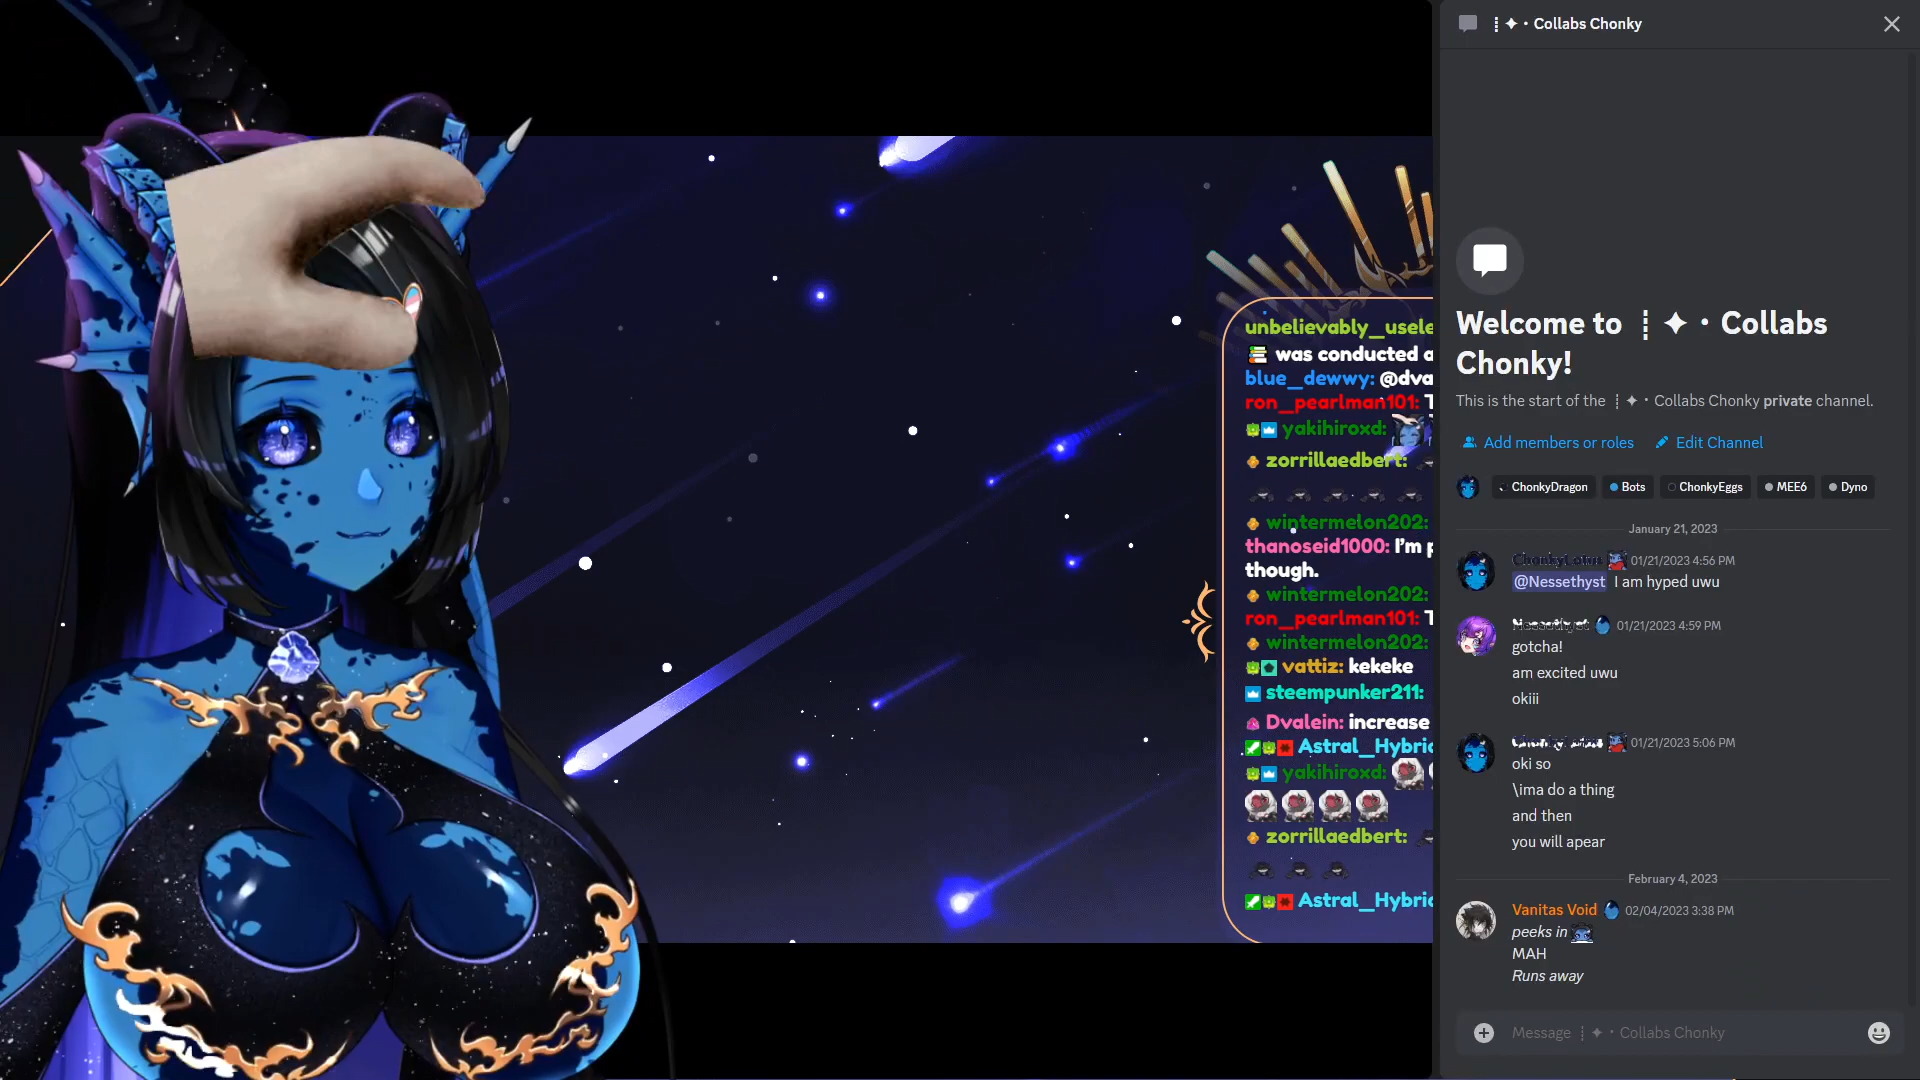 unbelievably_usele
was conducted a
blue_dewwy: @dva
ron_pearlman101: T
yakihiroxd:
zorrillaedbert:
wintermelon202:
thanoseid1000: I'm p
though.
wintermelon202:
ron_pearlman101: T
wintermelon202:
vattiz: kekeke
steempunker211:
Dvalein: increase
Astral_Hybric
yakihiroxd:
zorrillaedbert:
Astral_Hybric
┊✦・Collabs Chonky
Welcome to ┊✦・Collabs
Chonky!
This is the start of the ┊✦・Collabs Chonky private channel.
Add members or roles
Edit Channel
ChonkyDragon
Bots
ChonkyEggs
MEE6
Dyno
January 21, 2023
01/21/2023 4:56 PM
@Nessethyst I am hyped uwu
Nessethyst 01/21/2023 4:59 PM
gotcha!
am excited uwu
okiii
01/21/2023 5:06 PM
oki so
\ima do a thing
and then
you will apear
February 4, 2023
Vanitas Void 02/04/2023 3:38 PM
peeks in
MAH
Runs away
Message ┊✦・Collabs Chonky